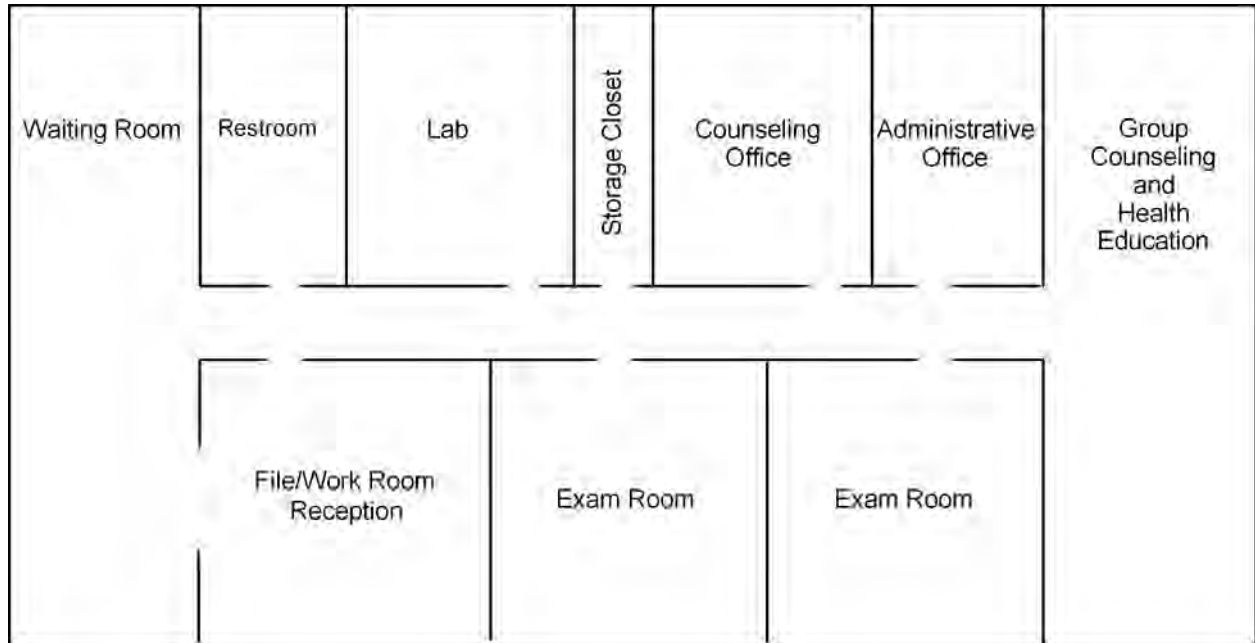 Waiting Room
Restroom
Lab
Storage Closet
Counseling
Office
Administrative
Office
Group
Counseling
and
Health
Education
File/Work Room
Reception
Exam Room
Exam Room